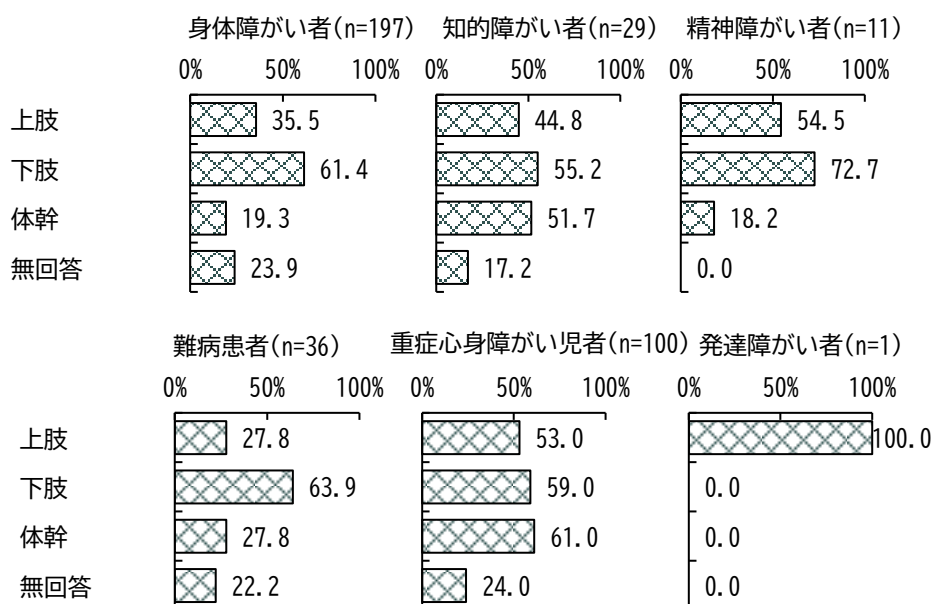 身体障がい者(n=197) 知的障がい者(n=29) 精神障がい者(n=11)
0% 50% 100% 0% 50% 100% 0% 50% 100%
上肢 35.5 44.8 54.5
下肢 61.4 55.2 72.7
体幹 19.3 51.7 18.2
無回答 23.9 17.2 0.0
難病患者(n=36) 重症心身障がい児者(n=100) 発達障がい者(n=1)
0% 50% 100% 0% 50% 100% 0% 50% 100%
上肢 27.8 53.0 100.0
下肢 63.9 59.0 0.0
体幹 27.8 61.0 0.0
無回答 22.2 24.0 0.0